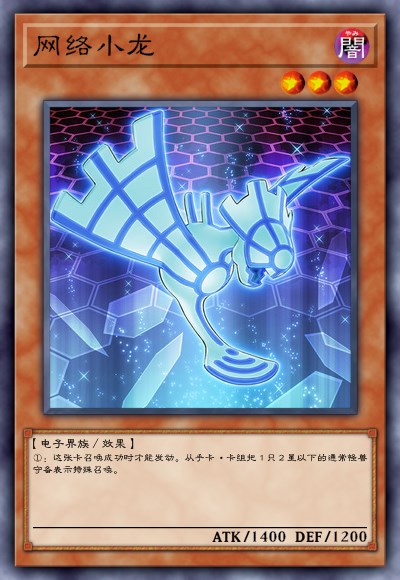 网络小龙
闇
やみ
【电子界族／效果】
①：这张卡召唤成功时才能发动。从手卡·卡组把１只２星以下的通常怪兽
守备表示特殊召唤。
ATK/1400 DEF/1200